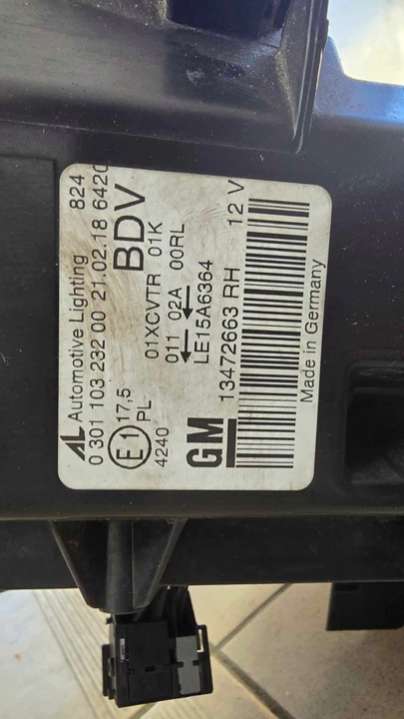 AL Automotive Lighting 824
0 301 103 232 00 21.02.18 6420
E1 17,5 BDV
PL
4240
01XCVTR 01K
011 02A 00RL
LE15A6364
GM 13472663 RH 12 V
Made in Germany